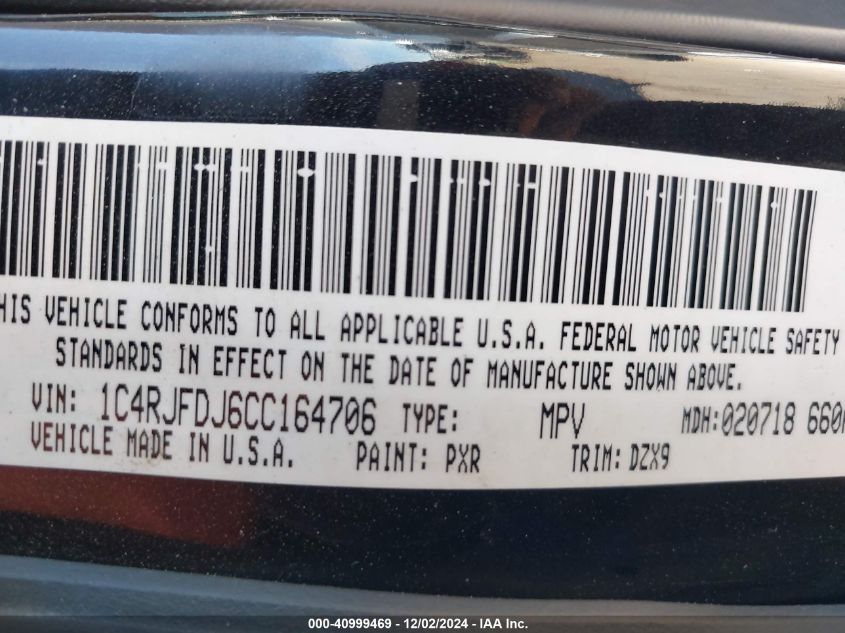 HIS VEHICLE CONFORMS TO ALL APPLICABLE U.S.A. FEDERAL MOTOR VEHICLE SAFETY
STANDARDS IN EFFECT ON THE DATE OF MANUFACTURE SHOWN ABOVE.
VIN: 1C4RJFDJ6CC164706 TYPE: MPV MDH:020718 660
VEHICLE MADE IN U.S.A. PAINT: PXR TRIM: DZX9
000-40999469 - 12/02/2024 - IAA Inc.